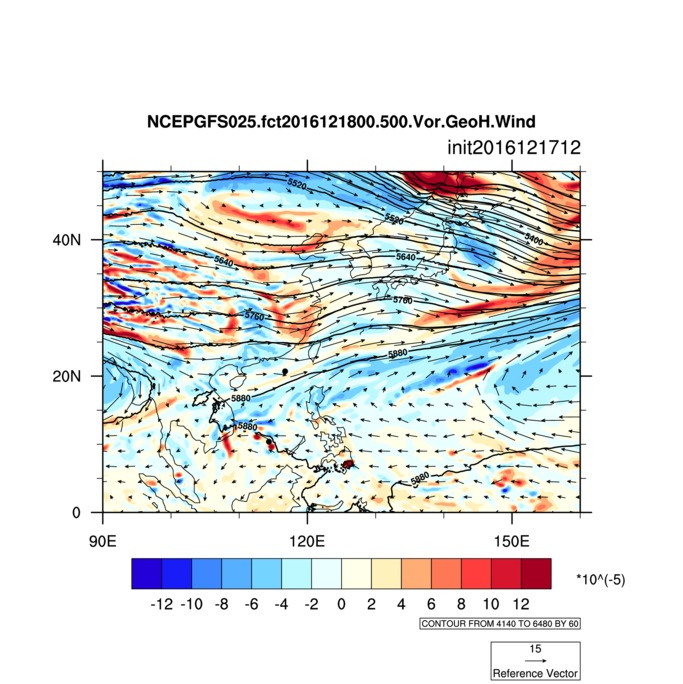 NCEPGFS025.fct2016121800.500.Vor.GeoH.Wind
init2016121712
5520
5580
5400
40N
5640
5640
5760
5760
5880
20N
5880
5880
5880
0
90E 120E 150E
-12 -10 -8 -6 -4 -2 0 2 4 6 8 10 12
*10^(-5)
CONTOUR FROM 4140 TO 6480 BY 60
15
Reference Vector